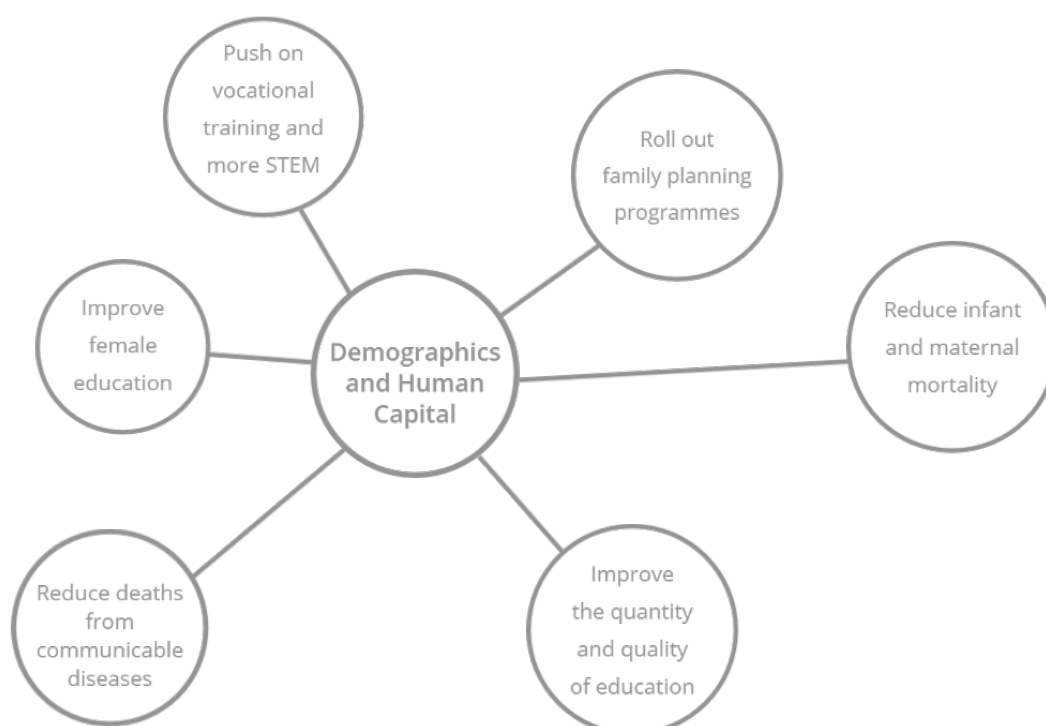 Push on
vocational
training and
more STEM
Roll out
family planning
programmes
Improve
female
education
Demographics
and Human
Capital
Reduce infant
and maternal
mortality
Reduce deaths
from
communicable
diseases
Improve
the quantity
and quality
of education